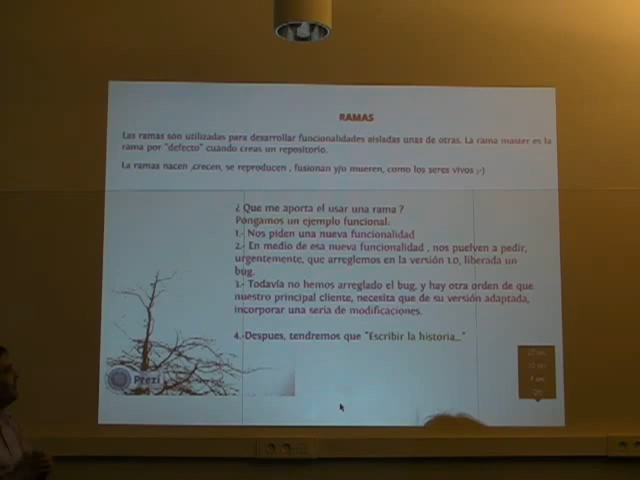 RAMAS
Las ramas son utilizadas para desarrollar funcionalidades aisladas unas de otras. La rama master es la
rama por "defecto" cuando creas un repositorio.
La ramas nacen ,crecen, se reproducen , fusionan y/o mueren, como los seres vivos ;-)
¿ Que me aporta el usar una rama ?
Pongamos un ejemplo funcional.
1.- Nos piden una nueva funcionalidad
2.- En medio de esa nueva funcionalidad , nos vuelven a pedir,
urgentemente, que arreglemos en la versión 1.0, liberada un
bug.
3.- Todavía no hemos arreglado el bug, y hay otra orden de que
nuestro principal cliente, necesita que de su versión adaptada,
incorporar una seria de modificaciones.
4.-Despues, tendremos que "Escribir la historia..."
Prezi